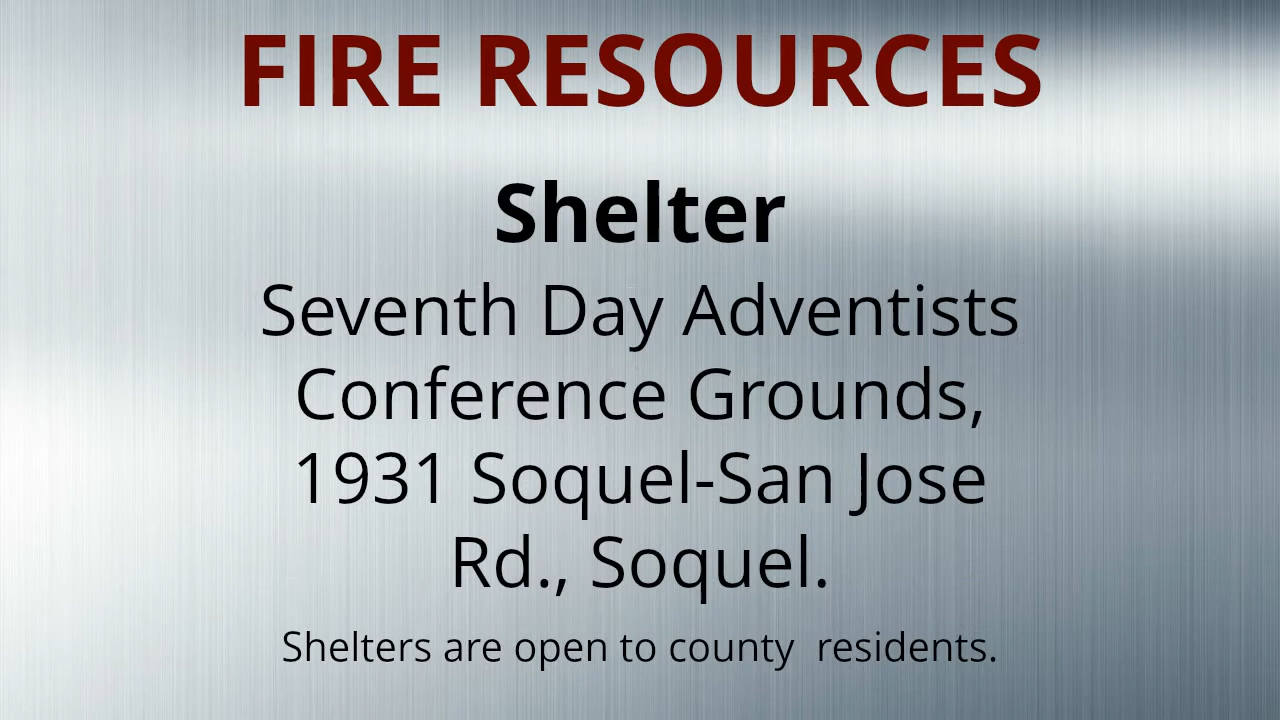 FIRE RESOURCES
Shelter
Seventh Day Adventists
Conference Grounds,
1931 Soquel-San Jose
Rd., Soquel.
Shelters are open to county  residents.